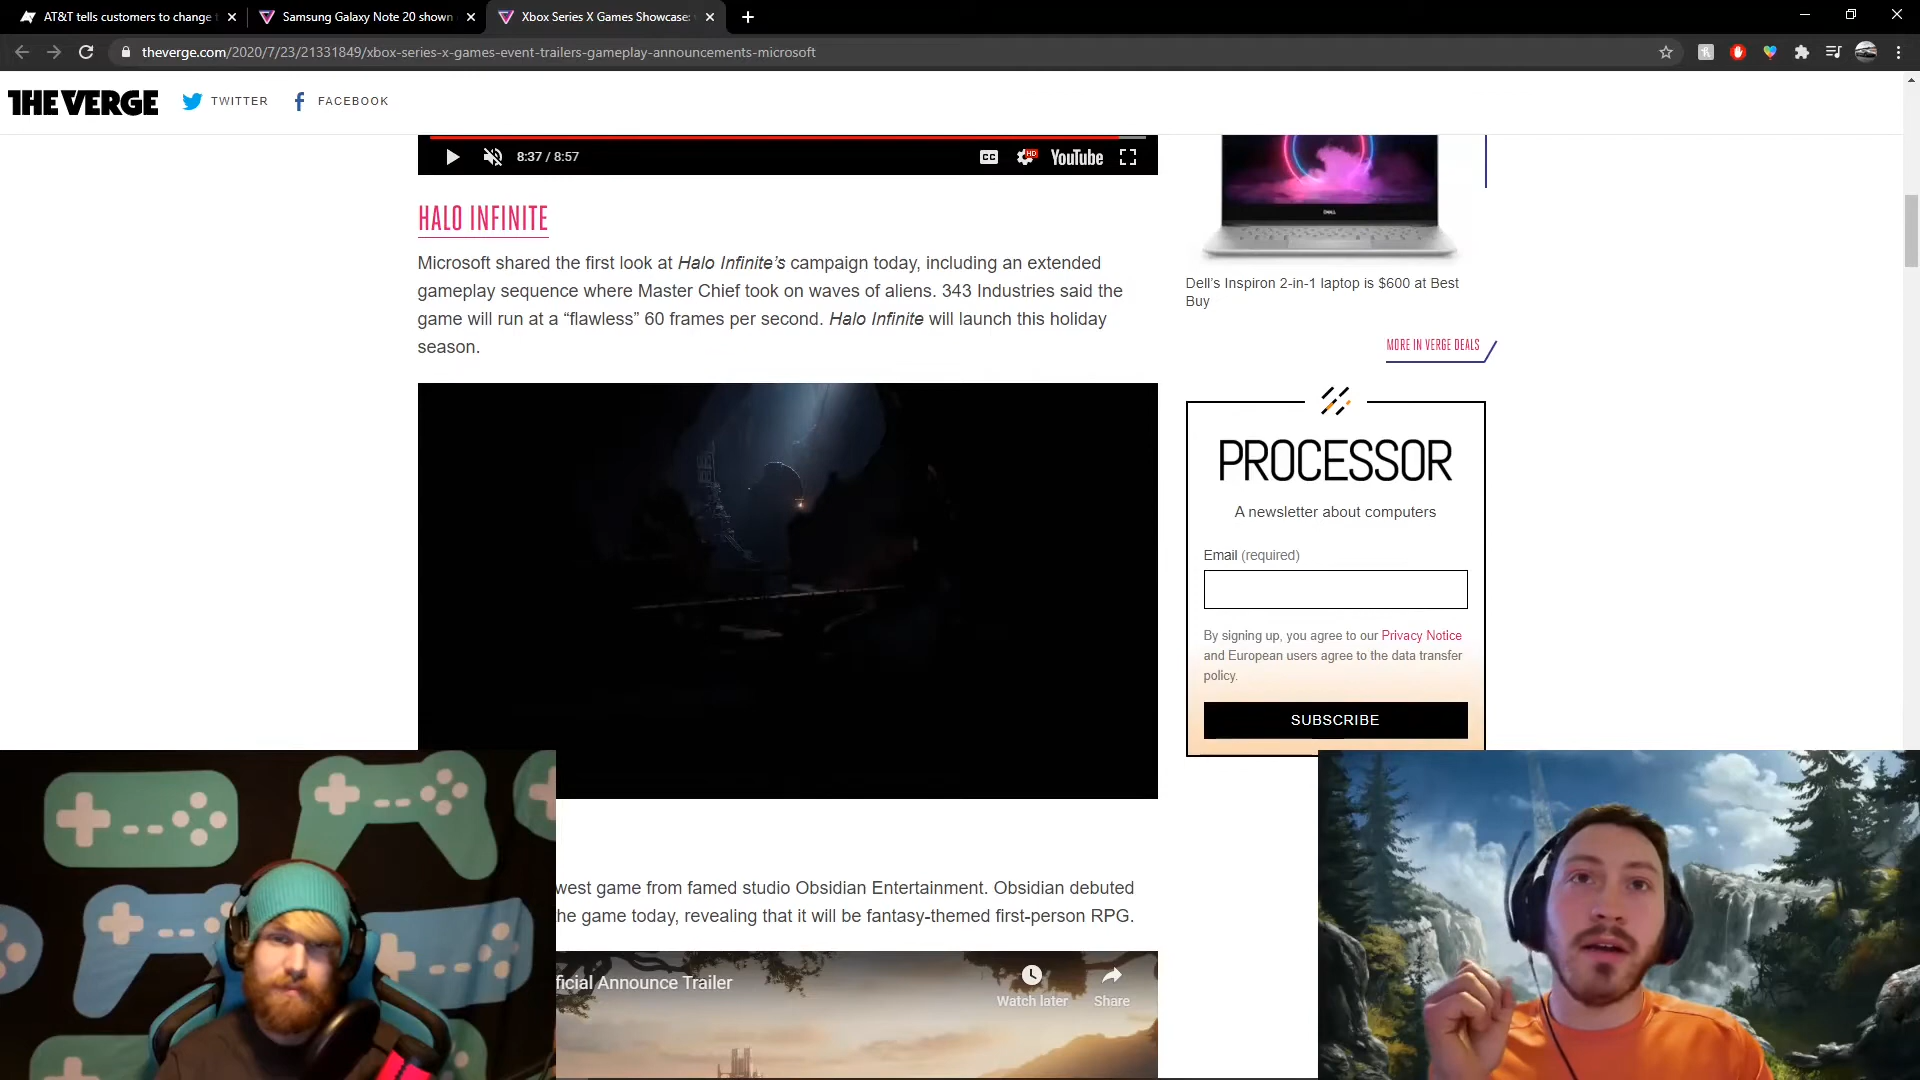 AT&T tells customers to change
Samsung Galaxy Note 20 shown
Xbox Series X Games Showcase:
theverge.com/2020/7/23/21331849/xbox-series-x-games-event-trailers-gameplay-announcements-microsoft
THE VERGE
TWITTER
FACEBOOK
8:37 / 8:57
CC
HD
YouTube
HALO INFINITE
Microsoft shared the first look at Halo Infinite’s campaign today, including an extended
gameplay sequence where Master Chief took on waves of aliens. 343 Industries said the
game will run at a “flawless” 60 frames per second. Halo Infinite will launch this holiday
season.
DELL
Dell’s Inspiron 2-in-1 laptop is $600 at Best
Buy
MORE IN VERGE DEALS
PROCESSOR
A newsletter about computers
Email (required)
By signing up, you agree to our Privacy Notice
and European users agree to the data transfer
policy.
SUBSCRIBE
west game from famed studio Obsidian Entertainment. Obsidian debuted
he game today, revealing that it will be fantasy-themed first-person RPG.
ficial Announce Trailer
Watch later
Share